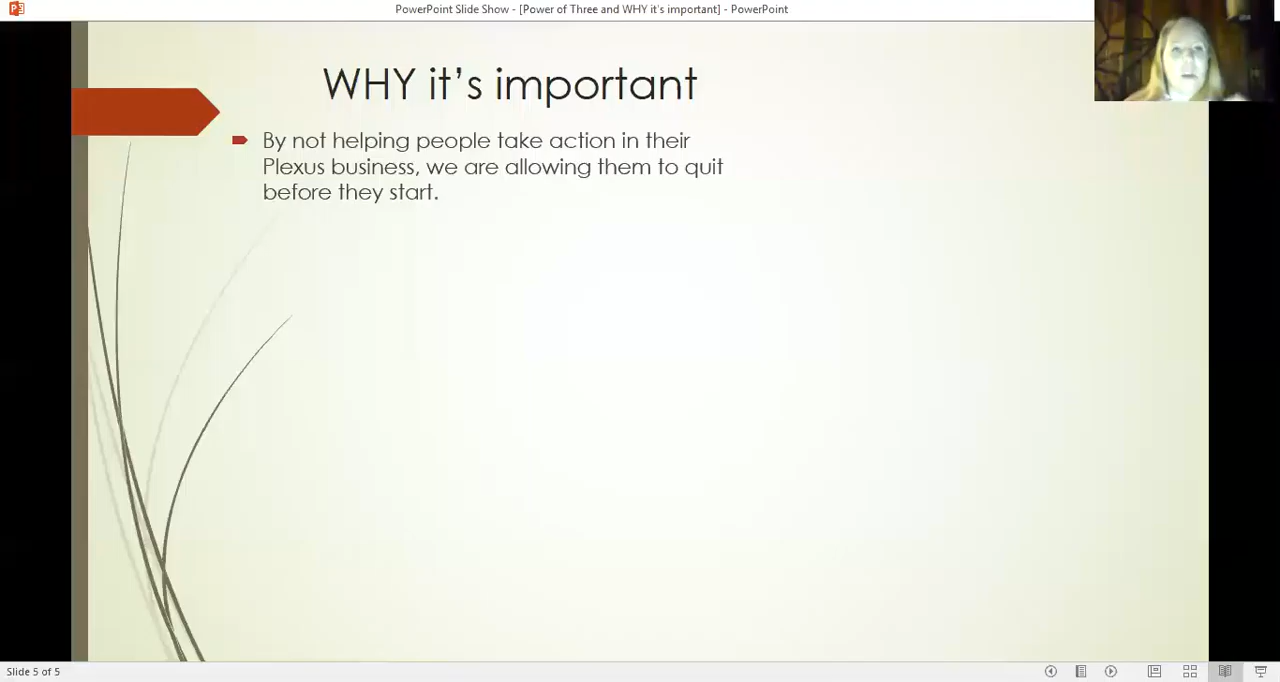 PowerPoint Slide Show - [Power of Three and WHY it's important] - PowerPoint
WHY it's important
By not helping people take action in their
Plexus business, we are allowing them to quit
before they start.
Slide 5 of 5